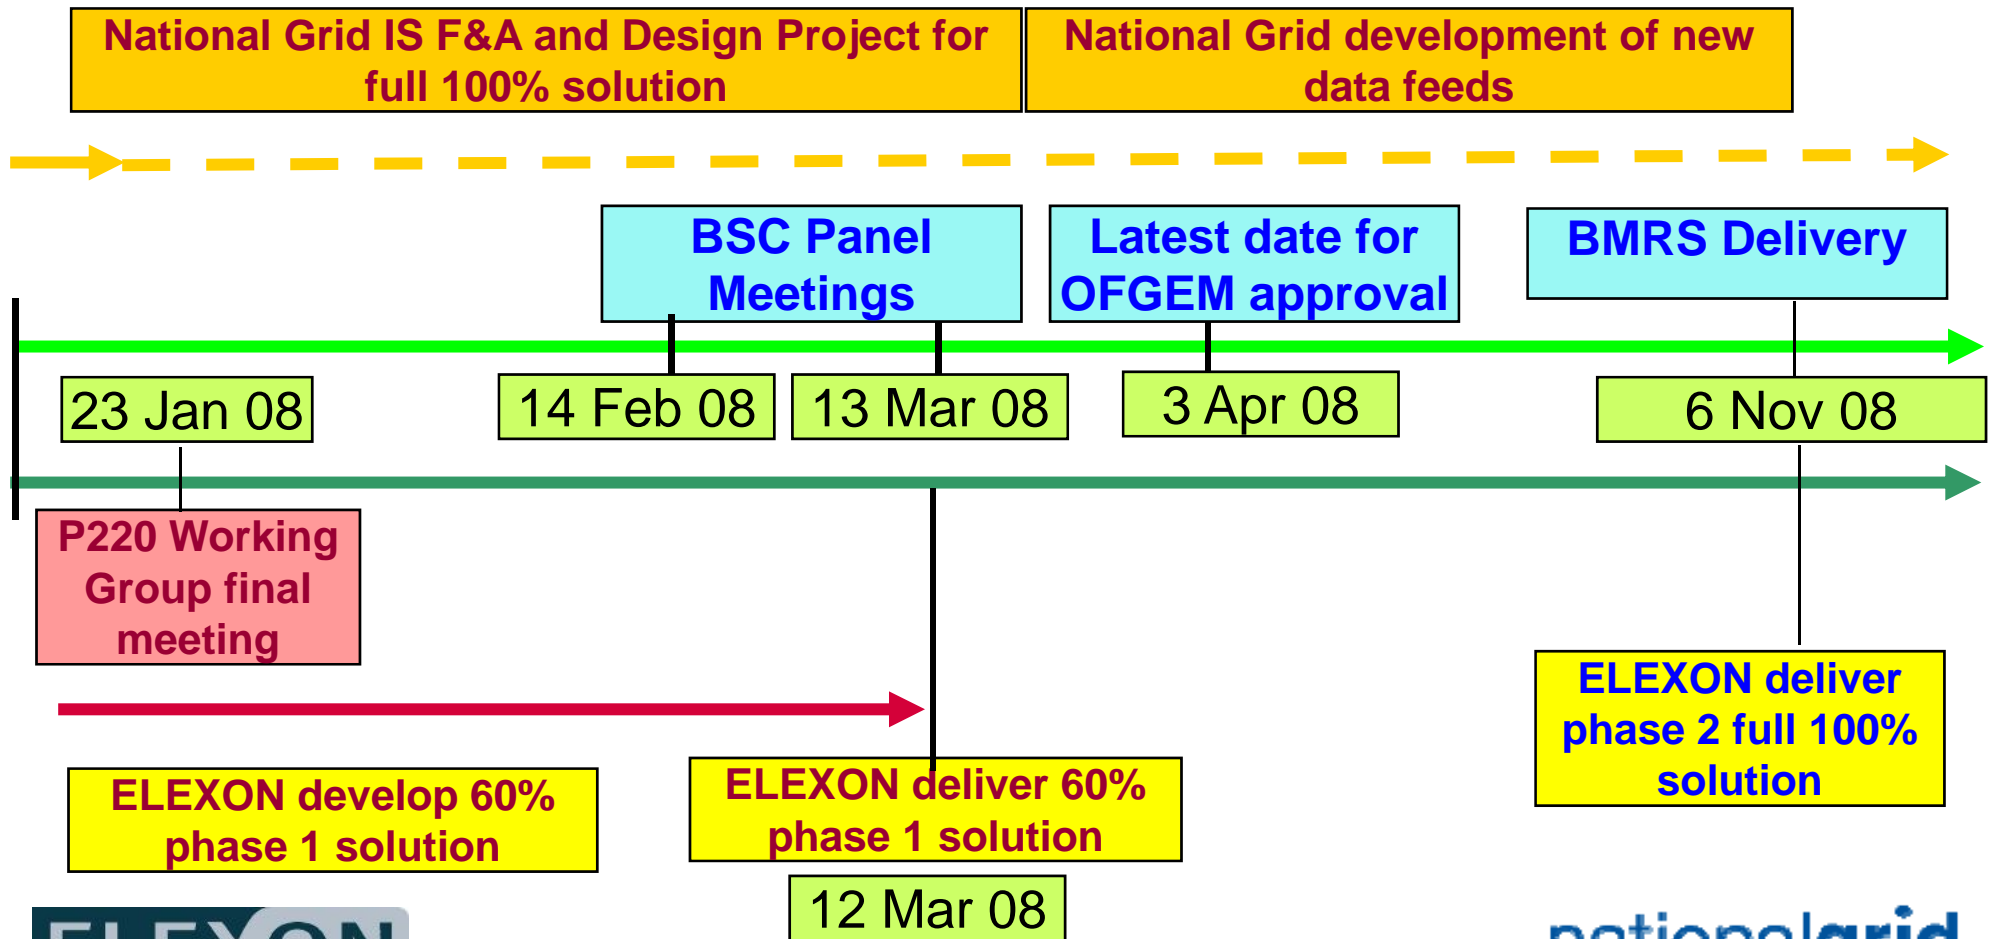 National Grid IS F&A and Design Project for
full 100% solution
National Grid development of new
data feeds
BSC Panel
Meetings
Latest date for
OFGEM approval
BMRS Delivery
23 Jan 08
14 Feb 08
13 Mar 08
3 Apr 08
6 Nov 08
P220 Working
Group final
meeting
ELEXON develop 60%
phase 1 solution
ELEXON deliver 60%
phase 1 solution
12 Mar 08
ELEXON deliver
phase 2 full 100%
solution
ELEXON
nationalgrid